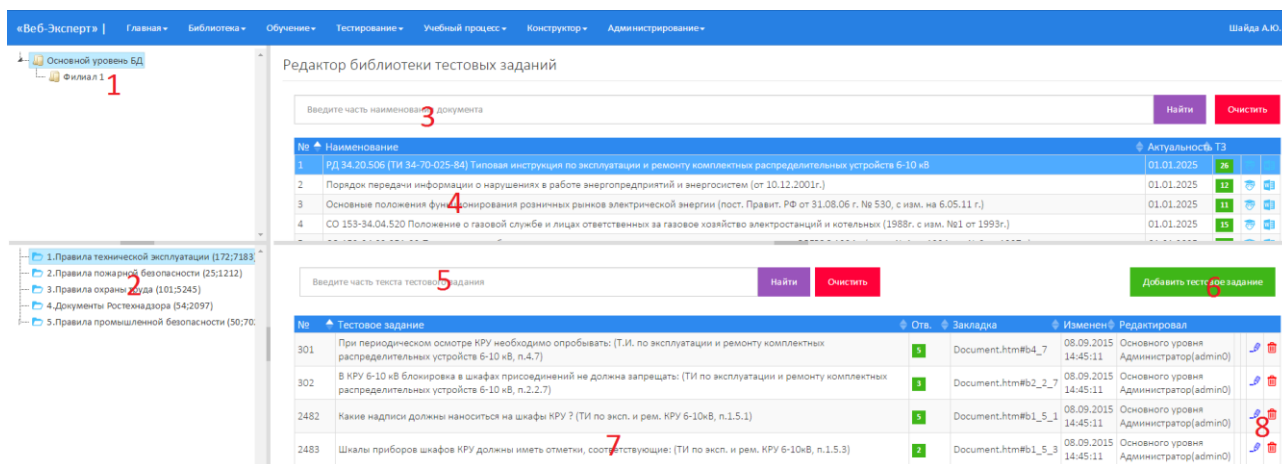 «Веб-Эксперт» | Главная Библиотека Обучение Тестирование Учебный процесс Конструктор Администрирование Шайда А.Ю.
Основной уровень БД
Филиал 1
1
Редактор библиотеки тестовых заданий
Введите часть наименования документа
3
Найти Очистить
№ Наименование Актуальность ТЗ
1 РД 34.20.506 (ТИ 34-70-025-84) Типовая инструкция по эксплуатации и ремонту комплектных распределительных устройств 6-10 кВ 01.01.2025 26
2 Порядок передачи информации о нарушениях в работе энергопредприятий и энергосистем (от 10.12.2001г.) 01.01.2025 12
3 Основные положения функционирования розничных рынков электрической энергии (пост. Правит. РФ от 31.08.06 г. № 530, с изм. на 6.05.11 г.) 01.01.2025 11
4
4 СО 153-34.04.520 Положение о газовой службе и лицах ответственных за газовое хозяйство электростанций и котельных (1988г. с изм. №1 от 1993г.) 01.01.2025 15
1.Правила технической эксплуатации (172;7183)
2.Правила пожарной безопасности (25;1212)
3.Правила охраны труда (101;5245)
4.Документы Ростехнадзора (54;2097)
5.Правила промышленной безопасности (50;70
2
Введите часть текста тестового задания
5
Найти Очистить
Добавить тестовое задание
6
№ Тестовое задание Отв. Закладка Изменен Редактировал
301 При периодическом осмотре КРУ необходимо опробывать: (Т.И. по эксплуатации и ремонту комплектных
распределительных устройств 6-10 кВ, п.4.7) 5 Document.htm#b4_7 08.09.2015 14:45:11 Основного уровня Администратор(admin0)
302 В КРУ 6-10 кВ блокировка в шкафах присоединений не должна запрещать: (ТИ по эксплуатации и ремонту комплектных
распределительных устройств 6-10 кВ, п.2.2.7) 3 Document.htm#b2_2_7 08.09.2015 14:45:11 Основного уровня Администратор(admin0)
2482 Какие надписи должны наноситься на шкафы КРУ ? (ТИ по эксп. и рем. КРУ 6-10кВ, п.1.5.1) 5 Document.htm#b1_5_1 08.09.2015 14:45:11 Основного уровня Администратор(admin0)
8
2483 Шкалы приборов шкафов КРУ должны иметь отметки, соответствующие: (ТИ по эксп. и рем. КРУ 6-10кВ, п.1.5.3) 2 Document.htm#b1_5_3 08.09.2015 14:45:11 Основного уровня Администратор(admin0)
7